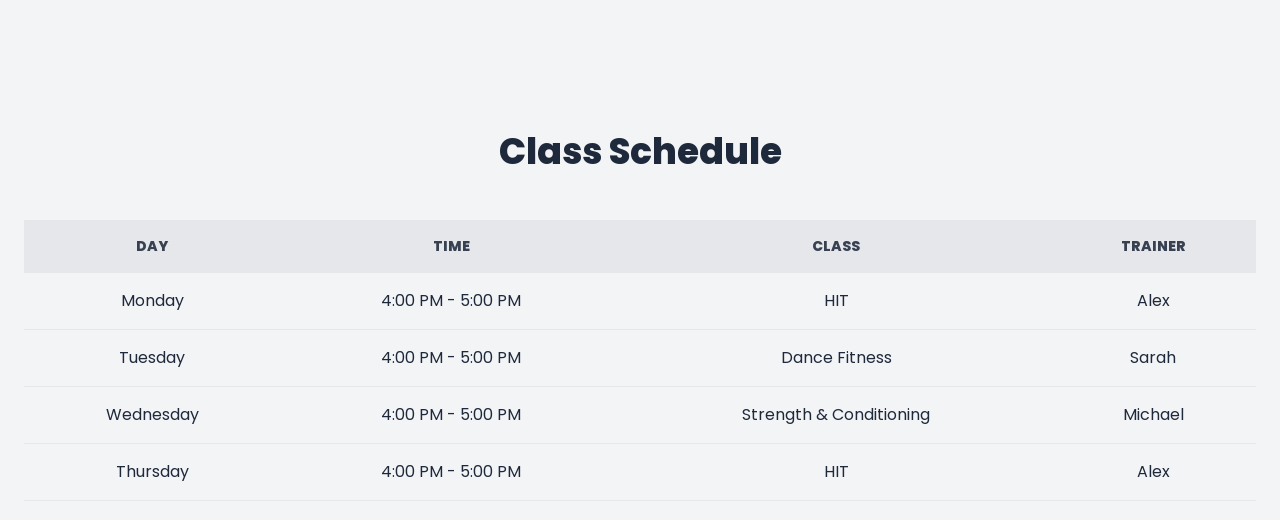 Class Schedule
DAY TIME CLASS TRAINER
Monday 4:00 PM - 5:00 PM HIT Alex
Tuesday 4:00 PM - 5:00 PM Dance Fitness Sarah
Wednesday 4:00 PM - 5:00 PM Strength & Conditioning Michael
Thursday 4:00 PM - 5:00 PM HIT Alex